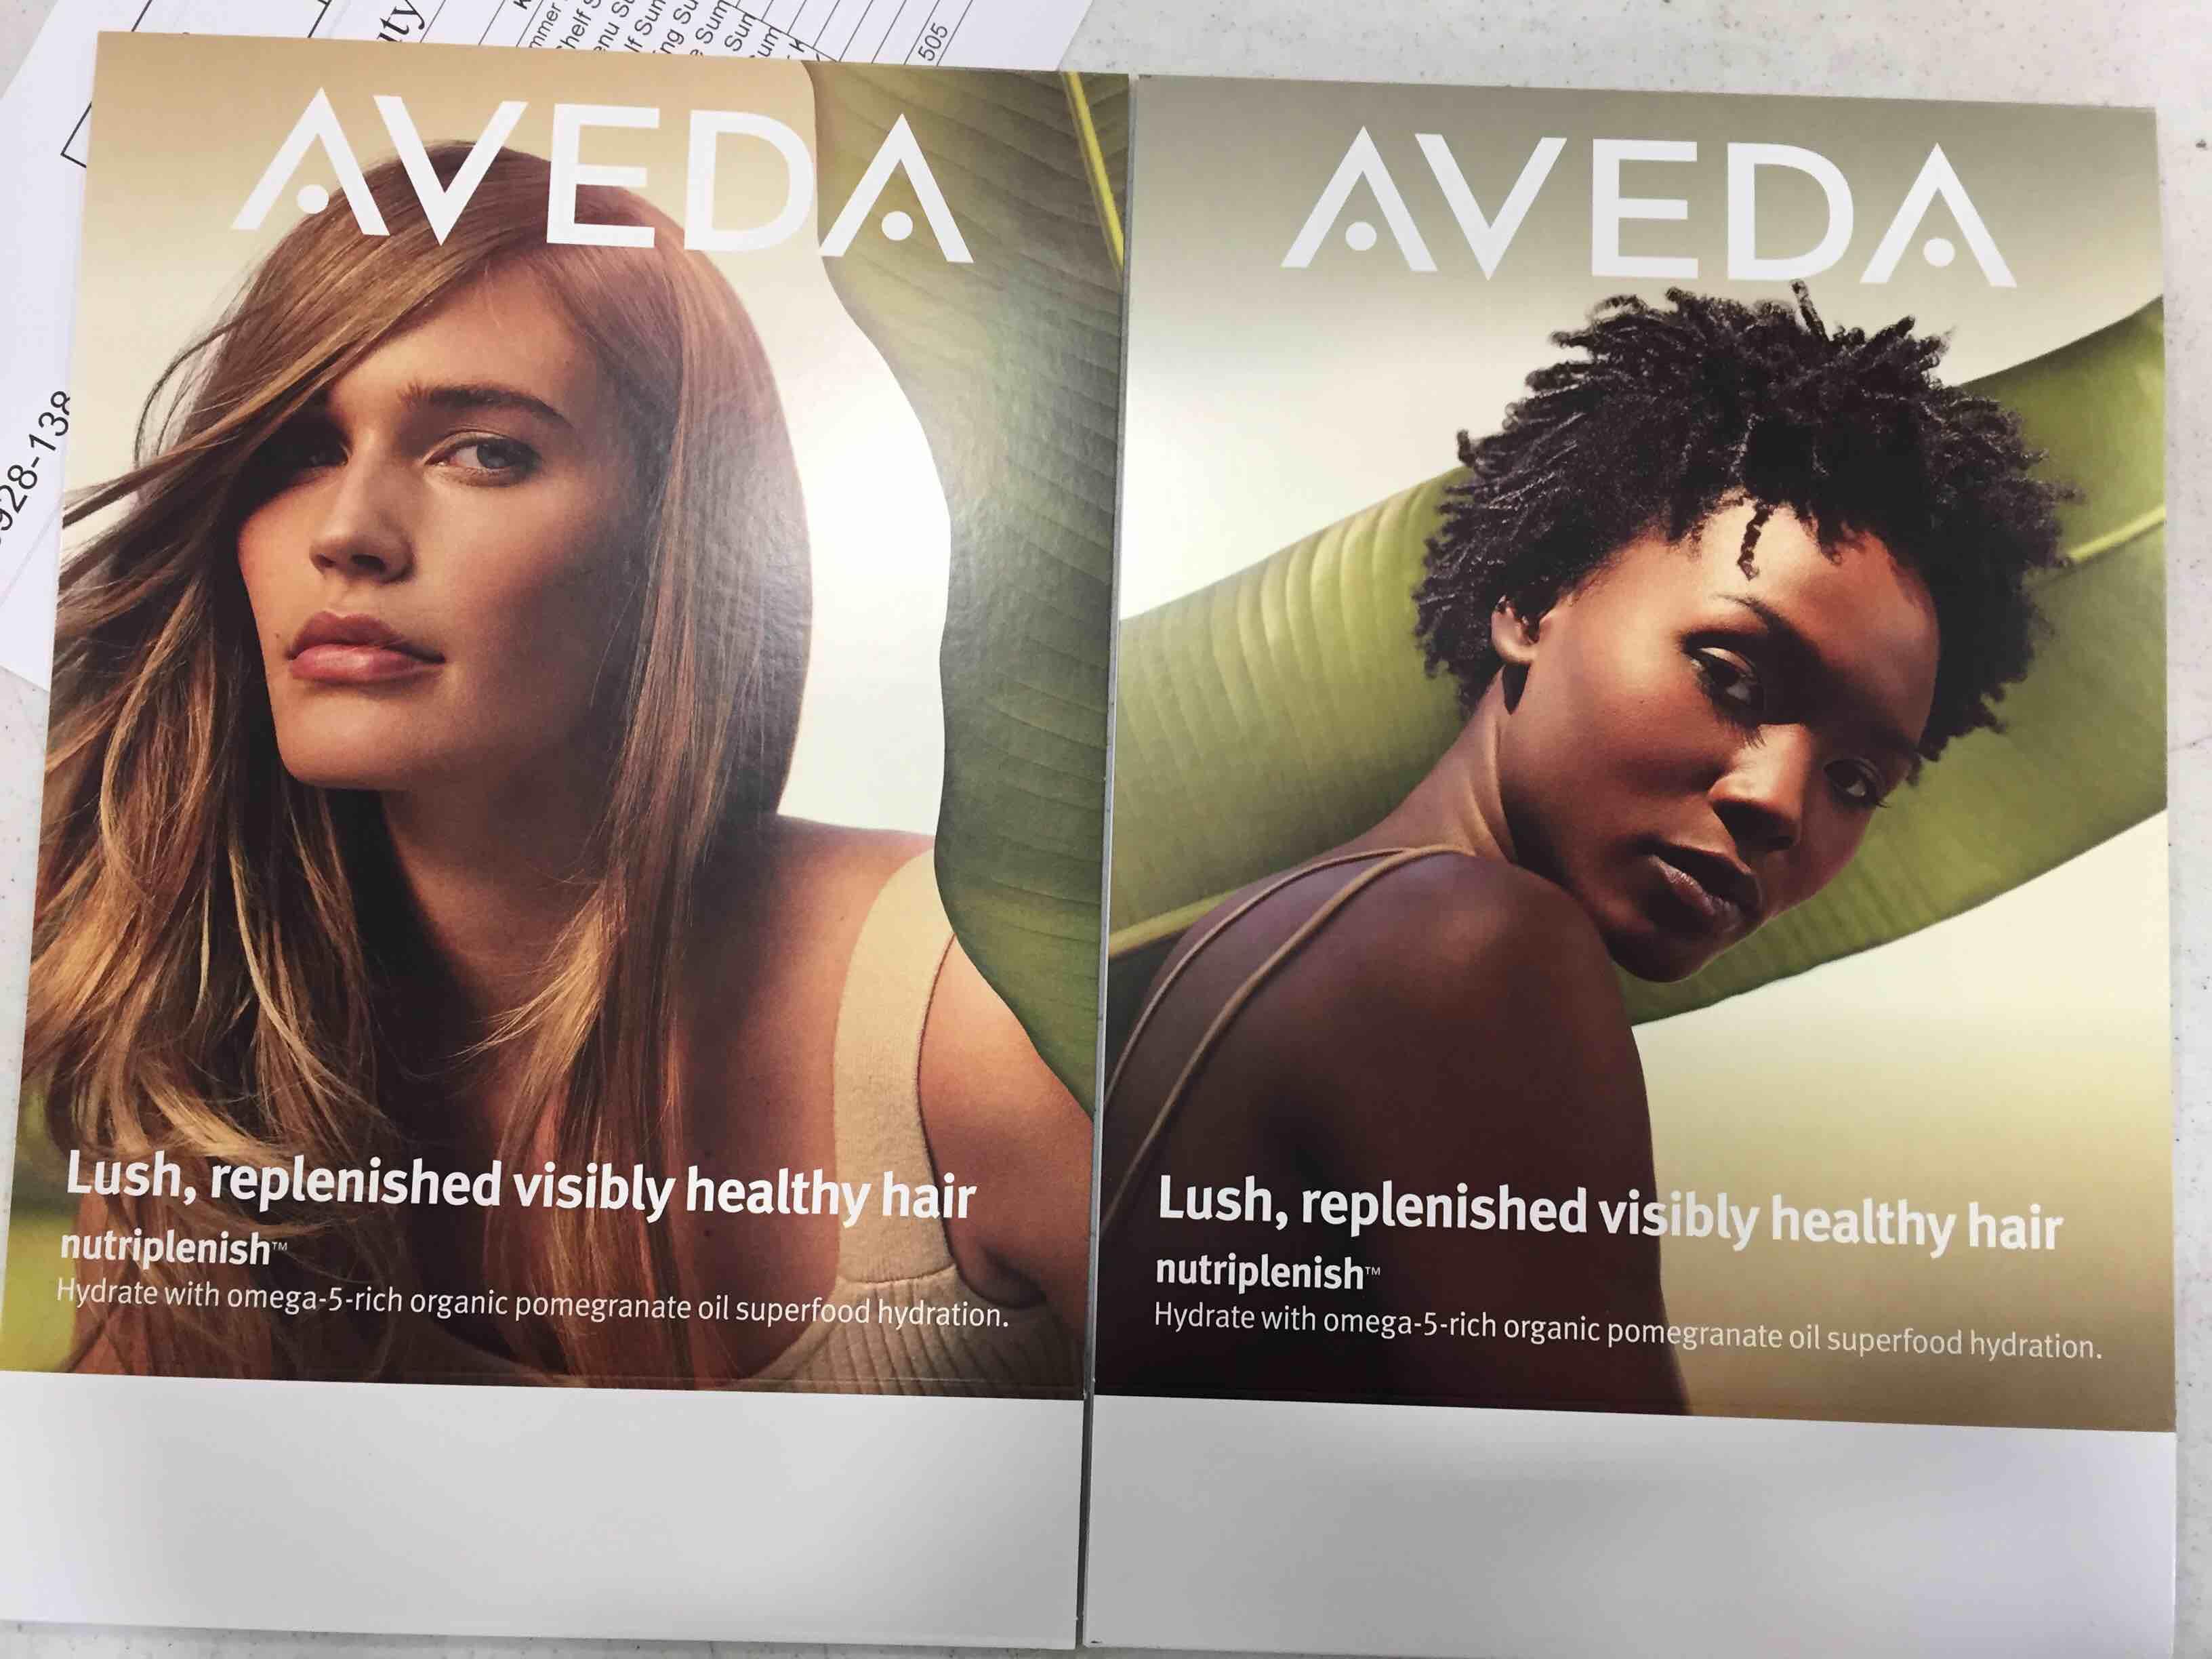 AVEDA
Lush, replenished visibly healthy hair
nutriplenish™
Hydrate with omega-5-rich organic pomegranate oil superfood hydration.
AVEDA
Lush, replenished visibly healthy hair
nutriplenish™
Hydrate with omega-5-rich organic pomegranate oil superfood hydration.
505